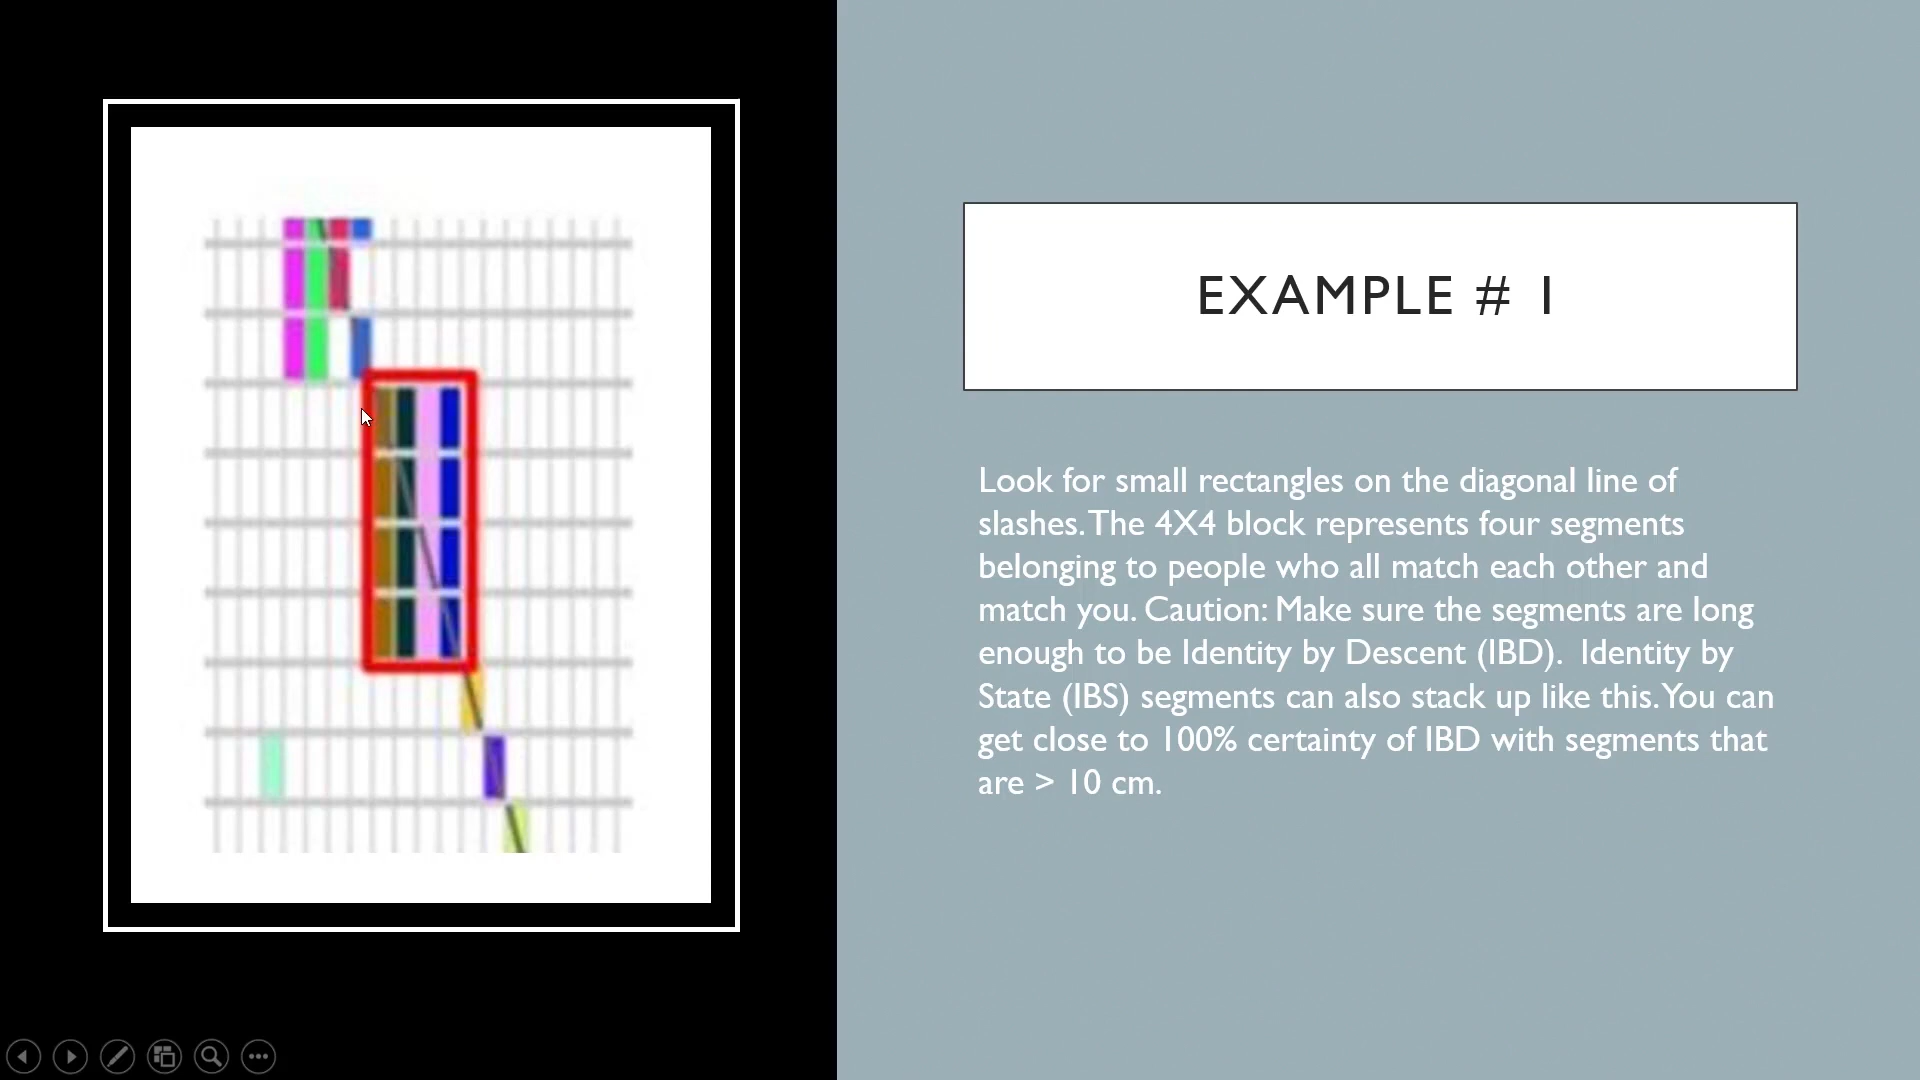 EXAMPLE # 1
Look for small rectangles on the diagonal line of
slashes. The 4X4 block represents four segments
belonging to people who all match each other and
match you. Caution: Make sure the segments are long
enough to be Identity by Descent (IBD).  Identity by
State (IBS) segments can also stack up like this. You can
get close to 100% certainty of IBD with segments that
are > 10 cm.